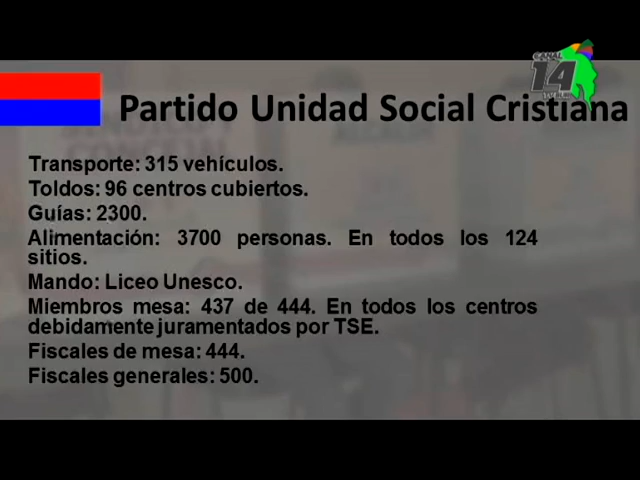 CANAL
14
Partido Unidad Social Cristiana
Transporte: 315 vehículos.
Toldos: 96 centros cubiertos.
Guías: 2300.
Alimentación: 3700 personas. En todos los 124
sitios.
Mando: Liceo Unesco.
Miembros mesa: 437 de 444. En todos los centros
debidamente juramentados por TSE.
Fiscales de mesa: 444.
Fiscales generales: 500.